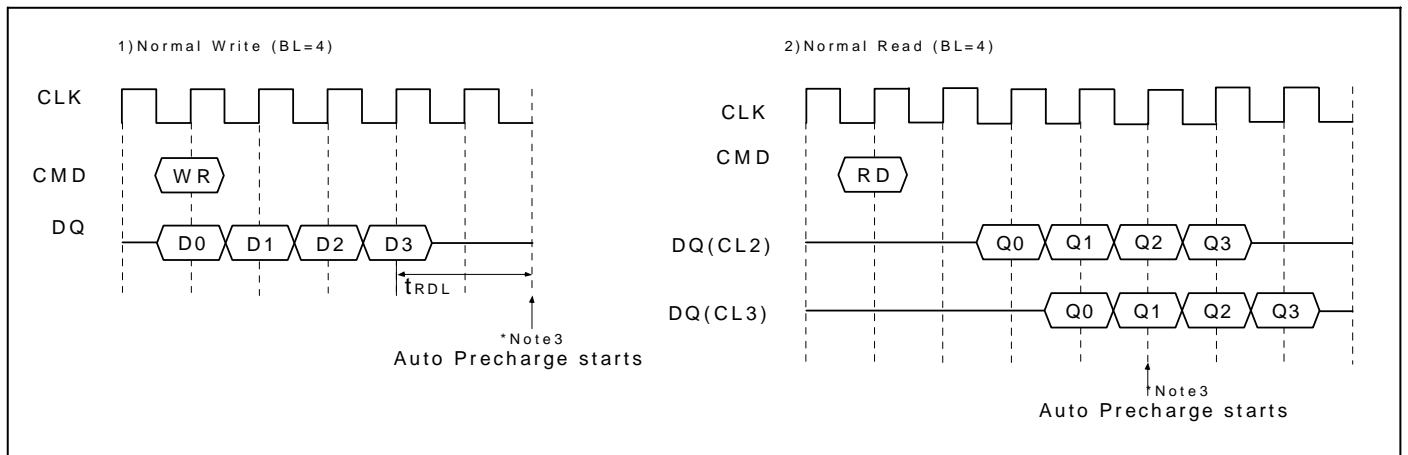 1)Normal Write (BL=4)
CLK
CMD
WR
DQ
D0 D1 D2 D3
tRDL
*Note3
Auto Precharge starts
2)Normal Read (BL=4)
CLK
CMD
RD
DQ(CL2)
Q0 Q1 Q2 Q3
DQ(CL3)
Q0 Q1 Q2 Q3
*Note3
Auto Precharge starts